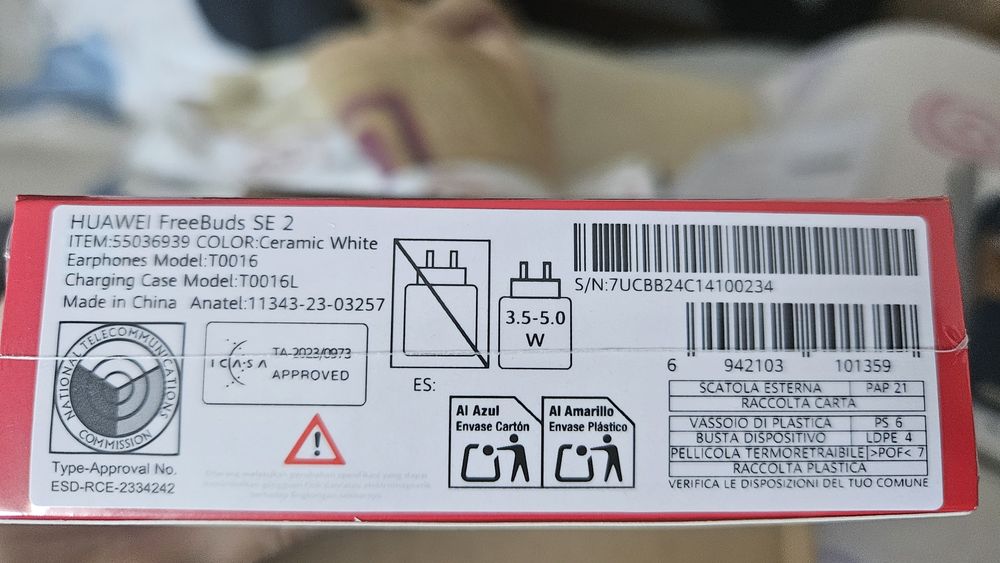 HUAWEI FreeBuds SE 2
ITEM:55036939 COLOR:Ceramic White
Earphones Model:T0016
Charging Case Model:T0016L
Made in China Anatel:11343-23-03257
NATIONAL TELECOMMUNICATIONS COMMISSION
Type-Approval No.
ESD-RCE-2334242
ICASA
TA-2023/0973
APPROVED
!
3.5-5.0
W
ES:
Al Azul
Envase Cartón
Al Amarillo
Envase Plástico
S/N:7UCBB24C14100234
6 942103 101359
SCATOLA ESTERNA PAP 21
RACCOLTA CARTA
VASSOIO DI PLASTICA PS 6
BUSTA DISPOSITIVO LDPE 4
PELLICOLA TERMORETRAIBILE >POF< 7
RACCOLTA PLASTICA
VERIFICA LE DISPOSIZIONI DEL TUO COMUNE